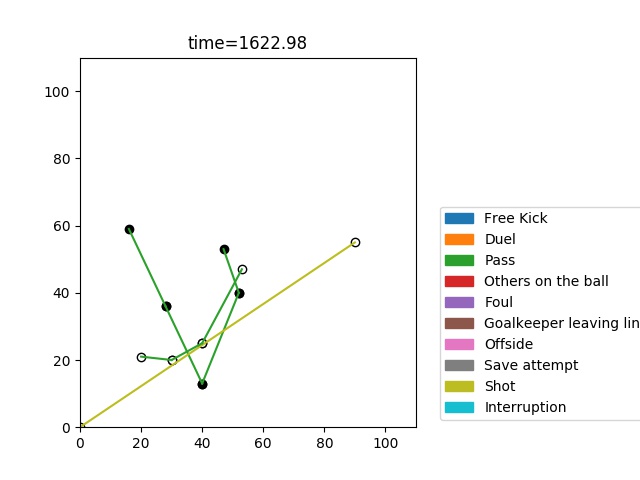 time=1622.98
100
80
60
40
20
0
0 20 40 60 80 100
Free Kick
Duel
Pass
Others on the ball
Foul
Goalkeeper leaving lin
Offside
Save attempt
Shot
Interruption